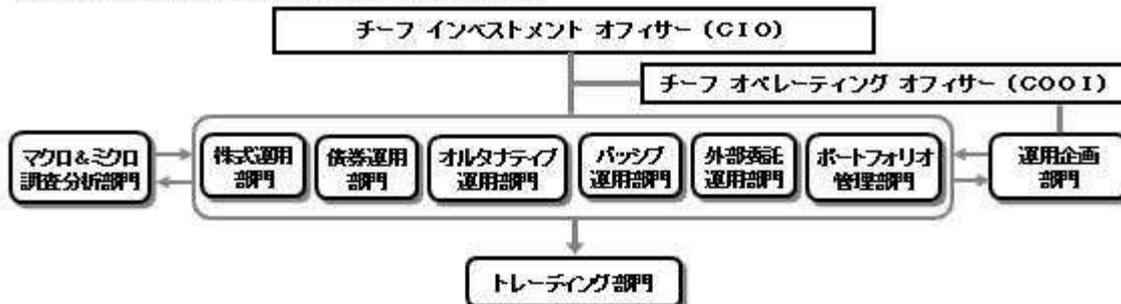 チーフ インベストメント オフィサー（CIO）
チーフ オペレーティング オフィサー（COOI）
マクロ&ミクロ
調査分析部門
株式運用
部門
債券運用
部門
オルタナティブ
運用部門
パッシブ
運用部門
外部委託
運用部門
ポートフォリオ
管理部門
運用企画
部門
トレーディング部門